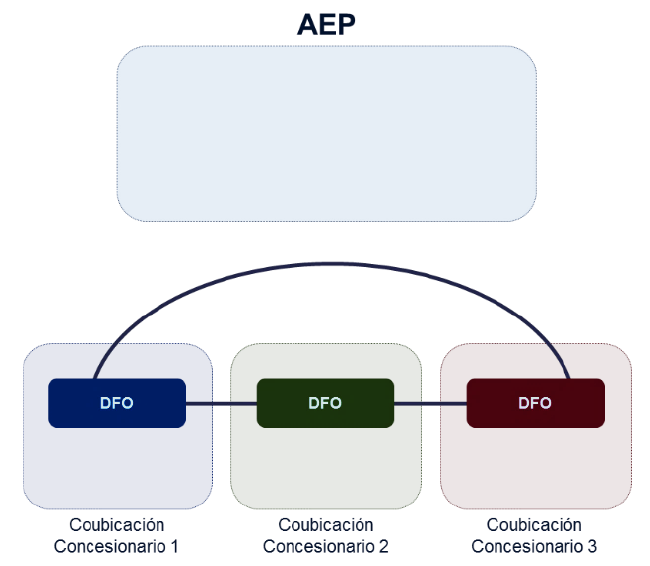 AEP
DFO
DFO
DFO
Coubicación
Concesionario 1
Coubicación
Concesionario 2
Coubicación
Concesionario 3